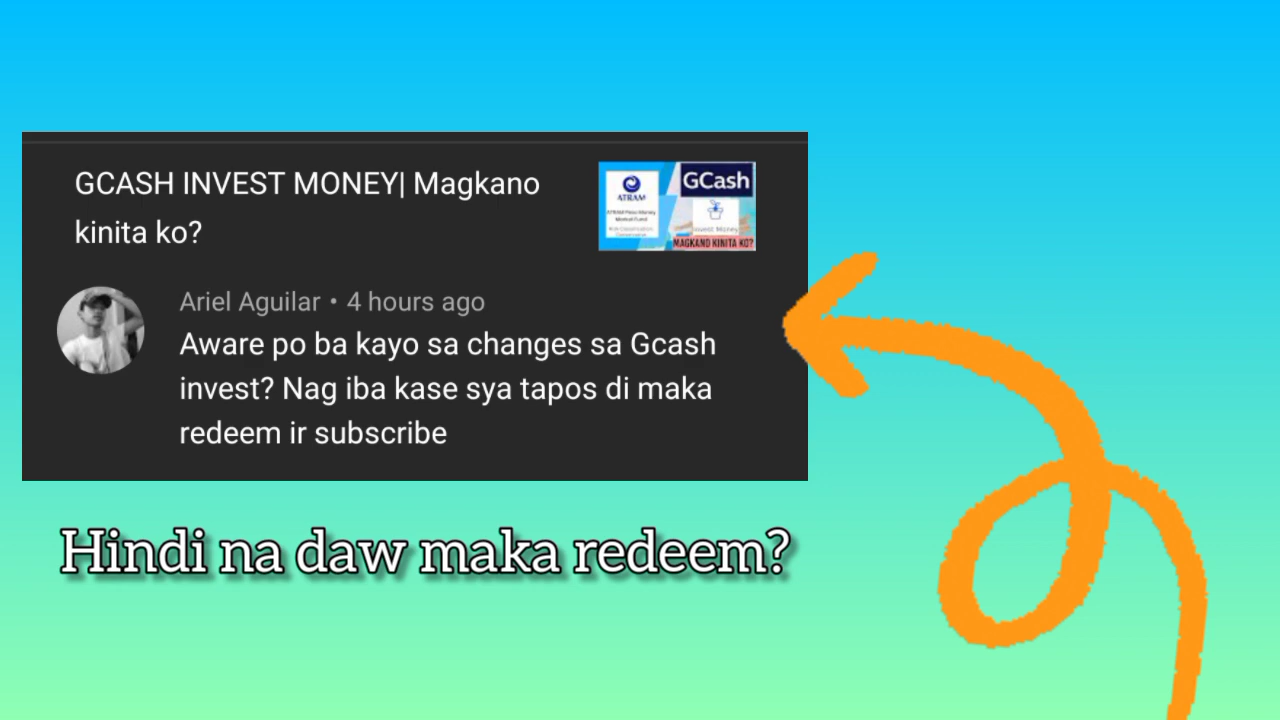 GCASH INVEST MONEY| Magkano
kinita ko?
ATRAM
GCash
Invest Money
MAGKANO KINITA KO?
Ariel Aguilar • 4 hours ago
Aware po ba kayo sa changes sa Gcash
invest? Nag iba kase sya tapos di maka
redeem ir subscribe
Hindi na daw maka redeem?